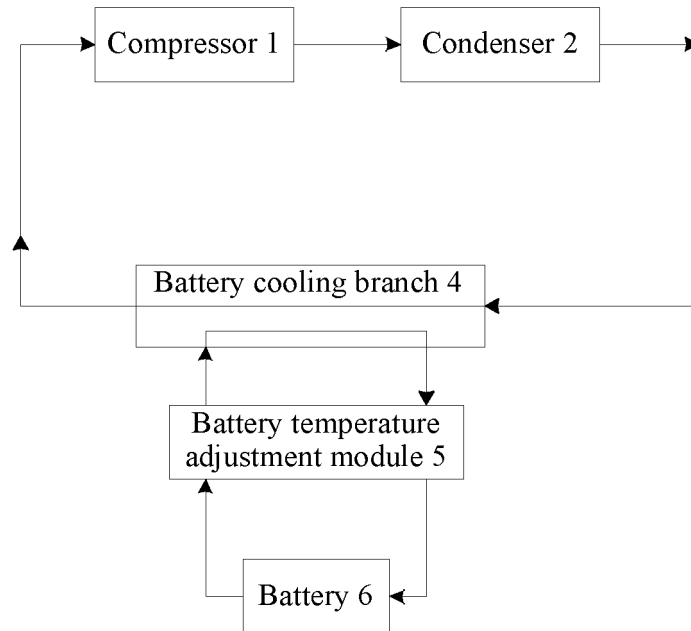 Compressor 1
Condenser 2
Battery cooling branch 4
Battery temperature
adjustment module 5
Battery 6